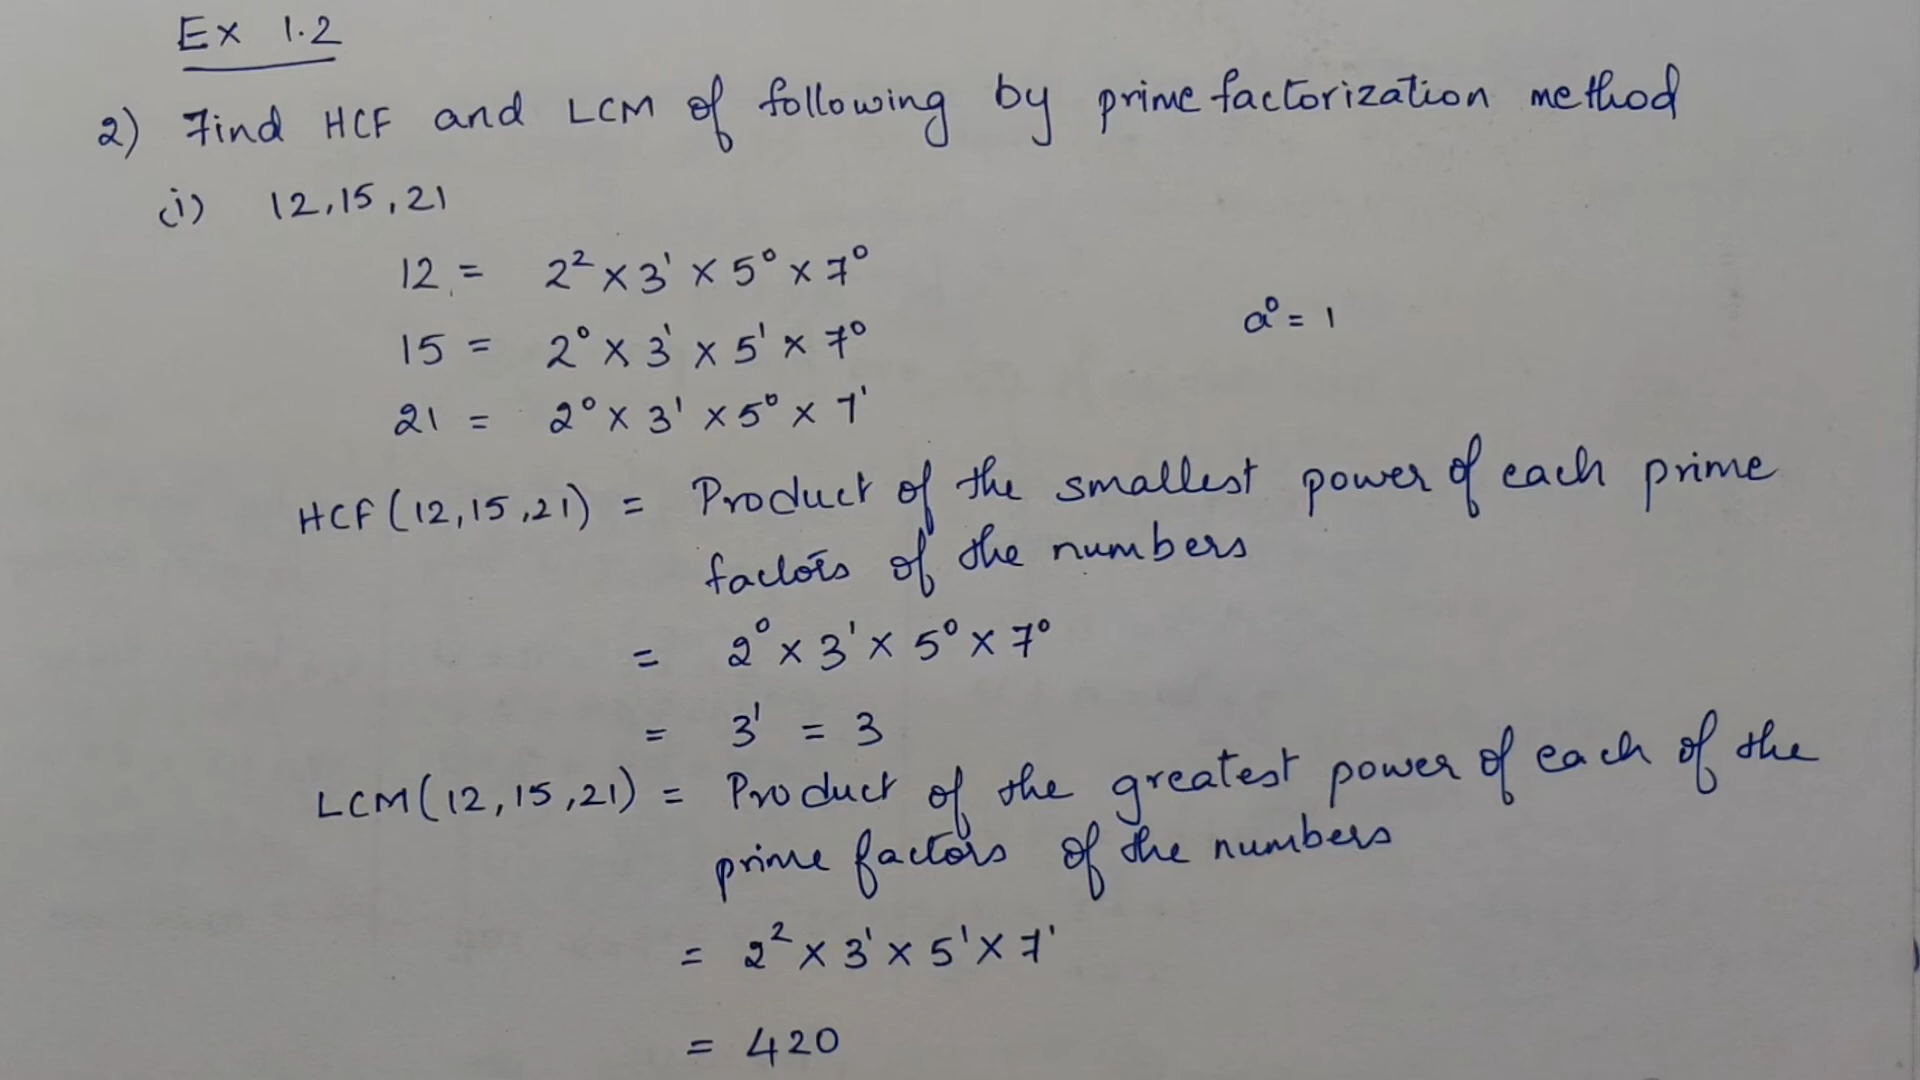 Ex 1.2
2) Find HCF and LCM of following by prime factorization method
(i) 12,15,21
12 = 2² × 3¹ × 5⁰ × 7⁰
15 = 2⁰ × 3¹ × 5¹ × 7⁰
a⁰ = 1
21 = 2⁰ × 3¹ × 5⁰ × 7¹
HCF (12,15,21) = Product of the smallest power of each prime
factors of the numbers
= 2⁰ × 3¹ × 5⁰ × 7⁰
= 3¹ = 3
LCM (12,15,21) = Product of the greatest power of each of the
prime factors of the numbers
= 2² × 3¹ × 5¹ × 7¹
= 420